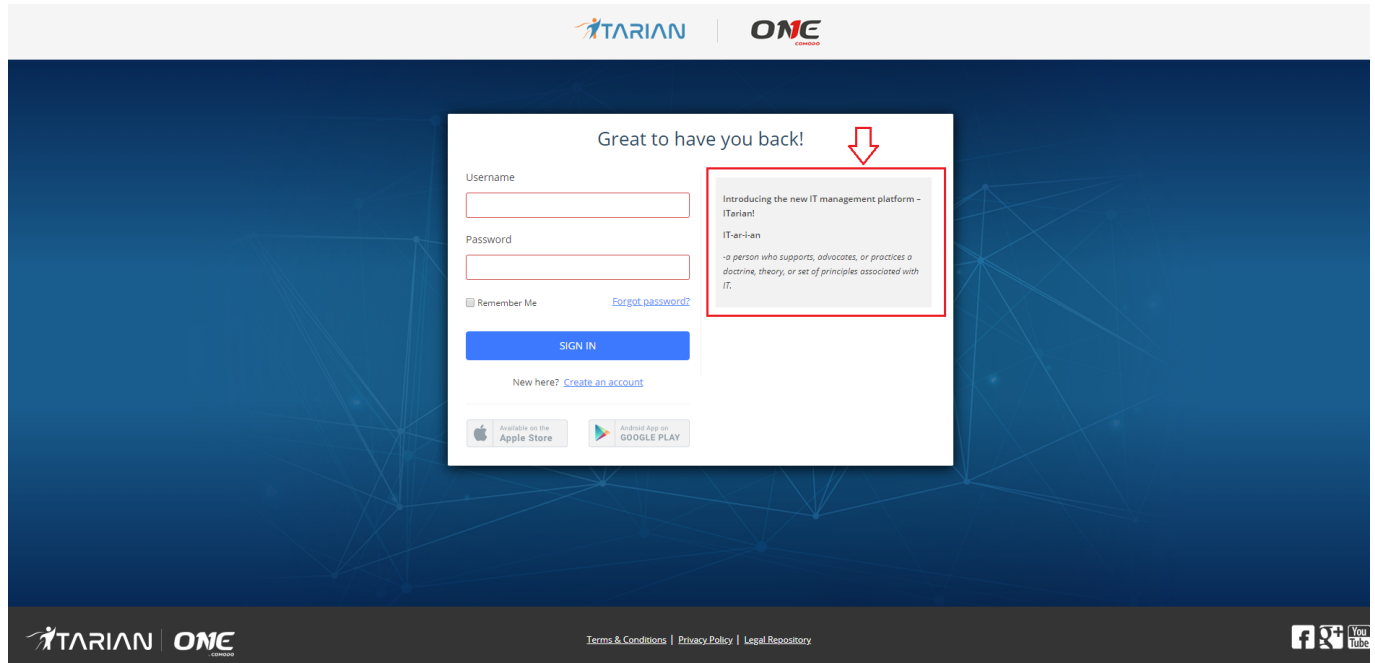 ITARIAN ONE
COMODO
Great to have you back!
Username
Password
Remember Me Forgot password?
SIGN IN
New here? Create an account
Available on the
Apple Store
Android App on
GOOGLE PLAY
Introducing the new IT management platform –
ITarian!
IT-ar-i-an
-a person who supports, advocates, or practices a
doctrine, theory, or set of principles associated with
IT.
ITARIAN ONE
COMODO
Terms & Conditions | Privacy Policy | Legal Repository
f g+ You
Tube